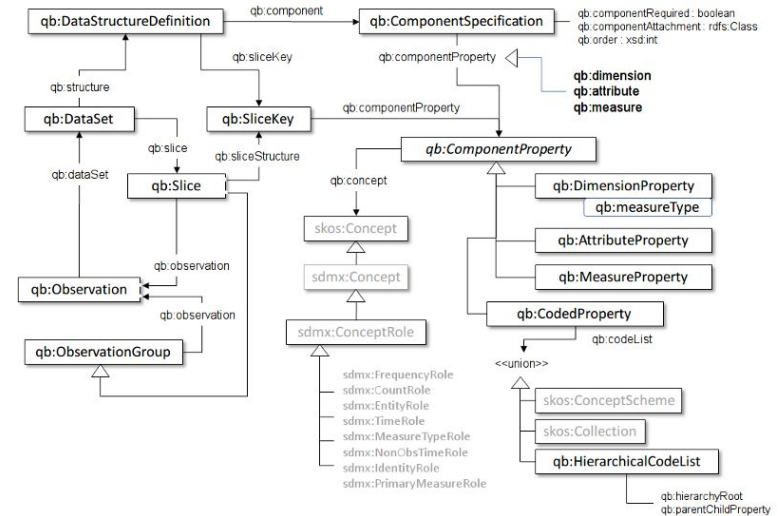 qb:component
qb:DataStructureDefinition
qb:ComponentSpecification
qb:componentRequired : boolean
qb:componentAttachment : rdfs:Class
qb:order : xsd:int
qb:sliceKey
qb:componentProperty
qb:dimension
qb:attribute
qb:measure
qb:structure
qb:DataSet
qb:SliceKey
qb:componentProperty
qb:slice
qb:sliceStructure
qb:ComponentProperty
qb:dataSet
qb:Slice
qb:concept
qb:DimensionProperty
qb:measureType
skos:Concept
qb:AttributeProperty
qb:observation
sdmx:Concept
qb:MeasureProperty
qb:Observation
qb:observation
qb:CodedProperty
sdmx:ConceptRole
qb:codeList
qb:ObservationGroup
<<union>>
sdmx:FrequencyRole
sdmx:CountRole
sdmx:EntityRole
sdmx:TimeRole
sdmx:MeasureTypeRole
sdmx:NonObsTimeRole
sdmx:IdentityRole
sdmx:PrimaryMeasureRole
skos:ConceptScheme
skos:Collection
qb:HierarchicalCodeList
qb:hierarchyRoot
qb:parentChildProperty